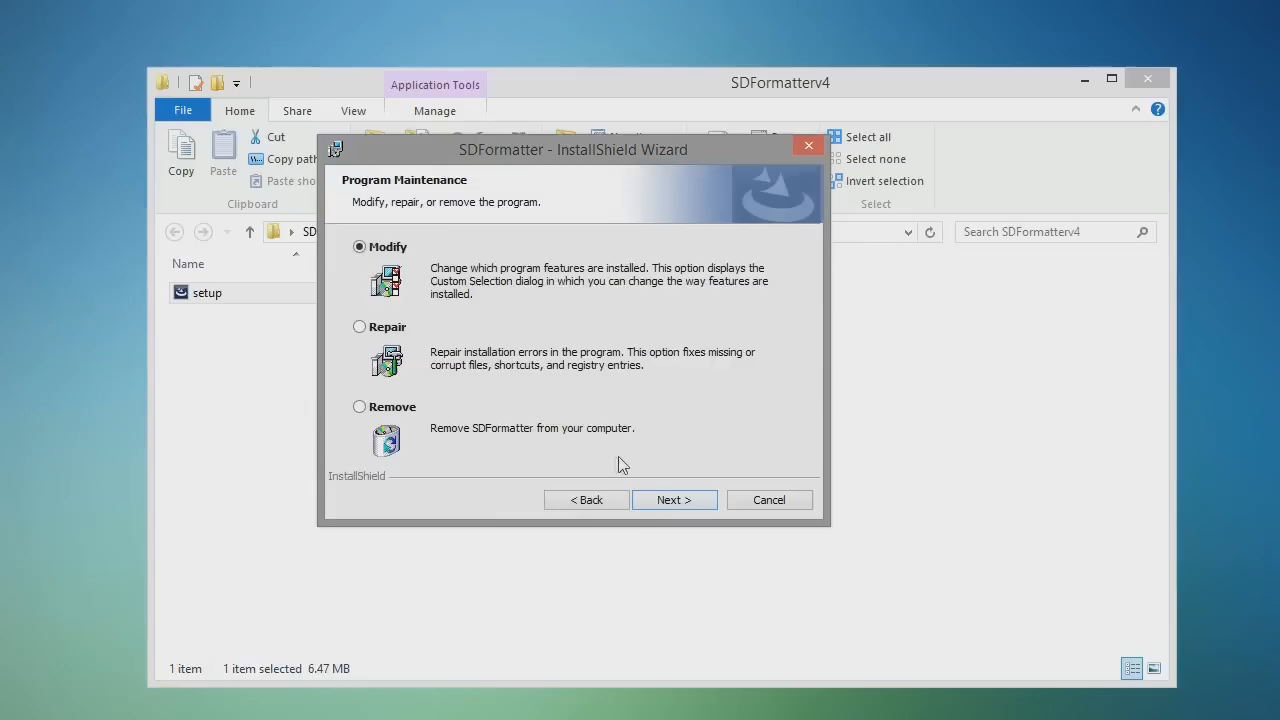 SDFormatterv4
Application Tools
File
Home
Share
View
Manage
Copy
Paste
Cut
Copy path
Clipboard
Select all
Select none
Invert selection
Select
Search SDFormatterv4
Name
setup
SDFormatter - InstallShield Wizard
Program Maintenance
Modify, repair, or remove the program.
Modify
Change which program features are installed. This option displays the
Custom Selection dialog in which you can change the way features are
installed.
Repair
Repair installation errors in the program. This option fixes missing or
corrupt files, shortcuts, and registry entries.
Remove
Remove SDFormatter from your computer.
InstallShield
< Back
Next >
Cancel
1 item
1 item selected 6.47 MB